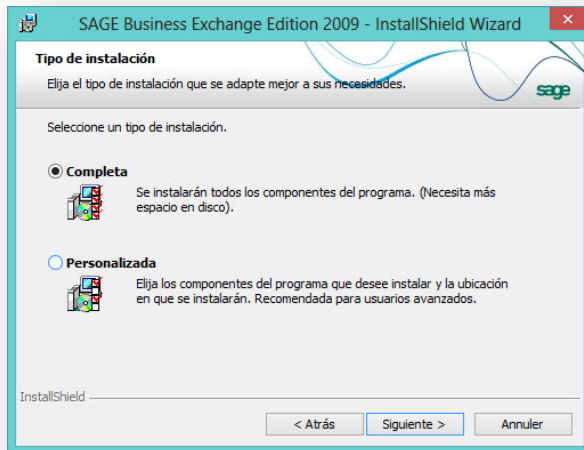 SAGE Business Exchange Edition 2009 - InstallShield Wizard
Tipo de instalación
Elija el tipo de instalación que se adapte mejor a sus necesidades.
sage
Seleccione un tipo de instalación.
Completa
Se instalarán todos los componentes del programa. (Necesita más
espacio en disco).
Personalizada
Elija los componentes del programa que desee instalar y la ubicación
en que se instalarán. Recomendada para usuarios avanzados.
InstallShield
< Atrás
Siguiente >
Annuler